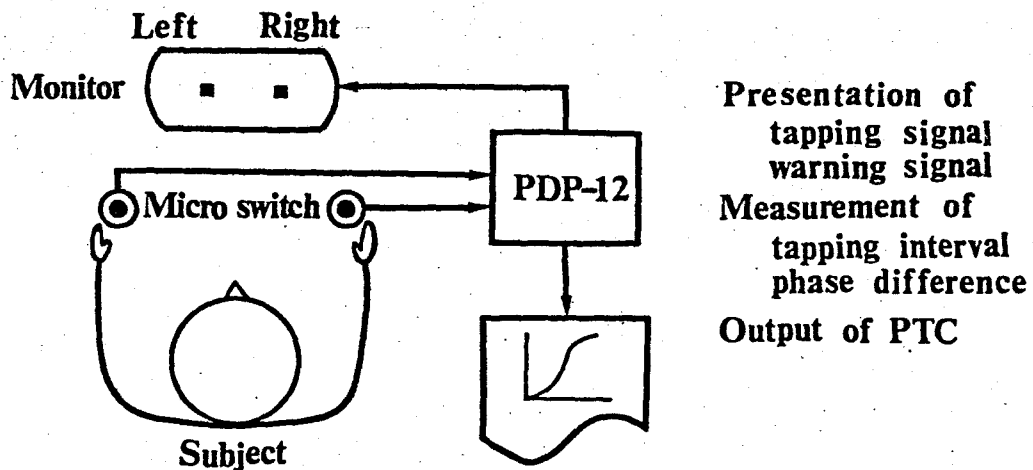 Left Right
Monitor
Micro switch
PDP-12
Subject
Presentation of
tapping signal
warning signal
Measurement of
tapping interval
phase difference
Output of PTC